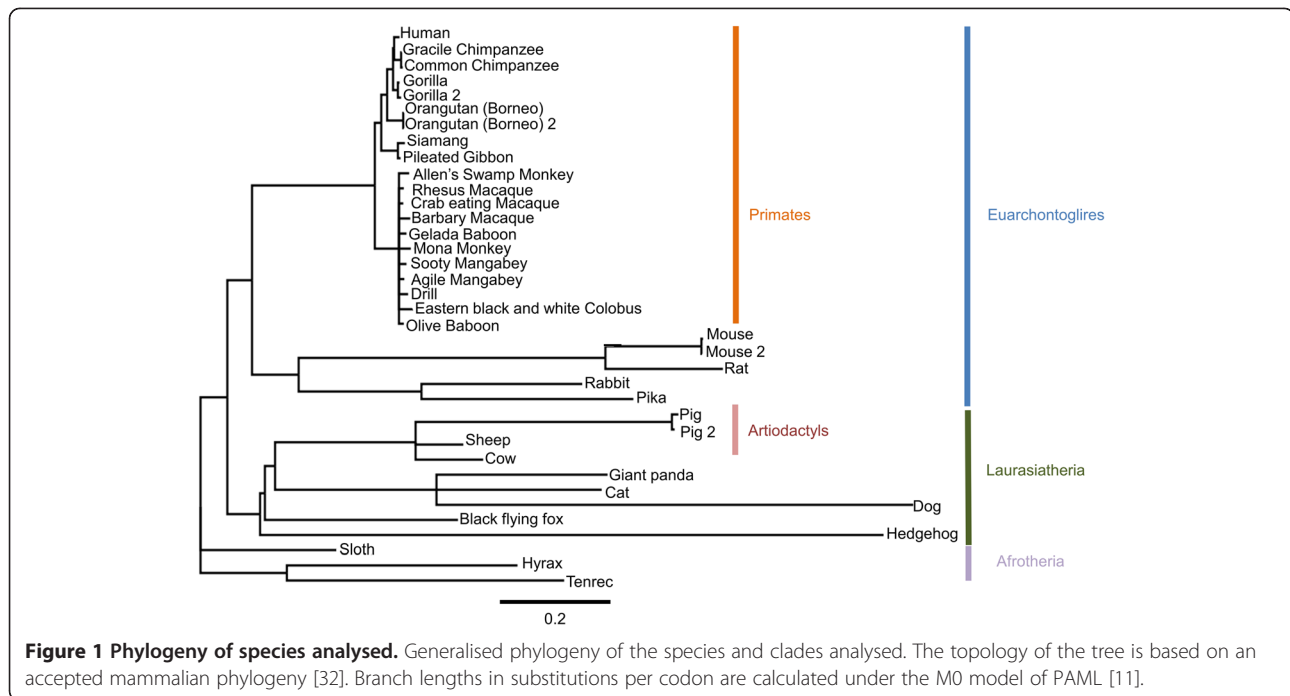 Human
Gracile Chimpanzee
Common Chimpanzee
Gorilla
Gorilla 2
Orangutan (Borneo)
Orangutan (Borneo) 2
Siamang
Pileated Gibbon
Allen's Swamp Monkey
Rhesus Macaque
Crab eating Macaque
Barbary Macaque
Gelada Baboon
Mona Monkey
Sooty Mangabey
Agile Mangabey
Drill
Eastern black and white Colobus
Olive Baboon
Primates
Euarchontoglires
Mouse
Mouse 2
Rat
Rabbit
Pika
Pig
Pig 2
Artiodactyls
Sheep
Cow
Giant panda
Laurasiatheria
Cat
Dog
Black flying fox
Hedgehog
Sloth
Hyrax
Afrotheria
Tenrec
0.2
Figure 1 Phylogeny of species analysed. Generalised phylogeny of the species and clades analysed. The topology of the tree is based on an
accepted mammalian phylogeny [32]. Branch lengths in substitutions per codon are calculated under the M0 model of PAML [11].